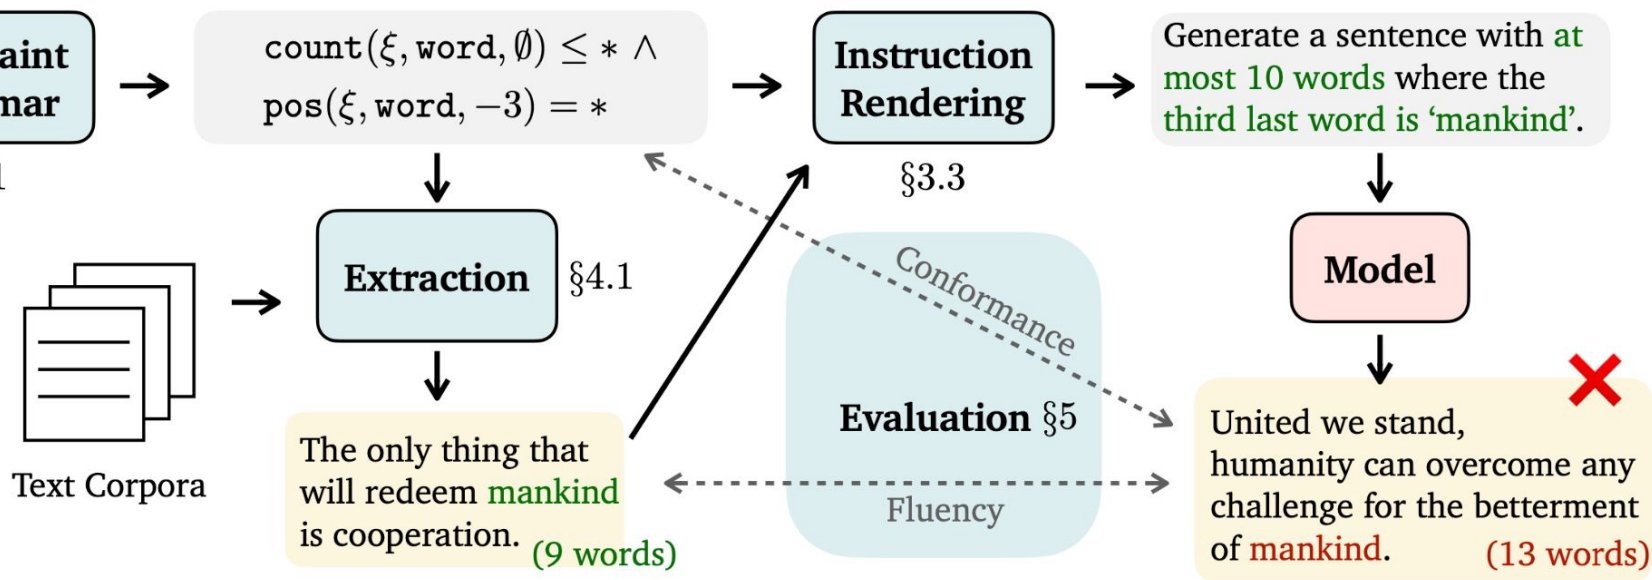 aint
mar
count(ξ, word, ∅) ≤ * ∧
pos(ξ, word, −3) = *
Instruction
Rendering
§3.3
Generate a sentence with at
most 10 words where the
third last word is ‘mankind’.
Extraction §4.1
Model
Text Corpora
The only thing that
will redeem mankind
is cooperation.
(9 words)
Conformance
Evaluation §5
Fluency
United we stand,
humanity can overcome any
challenge for the betterment
of mankind. (13 words)